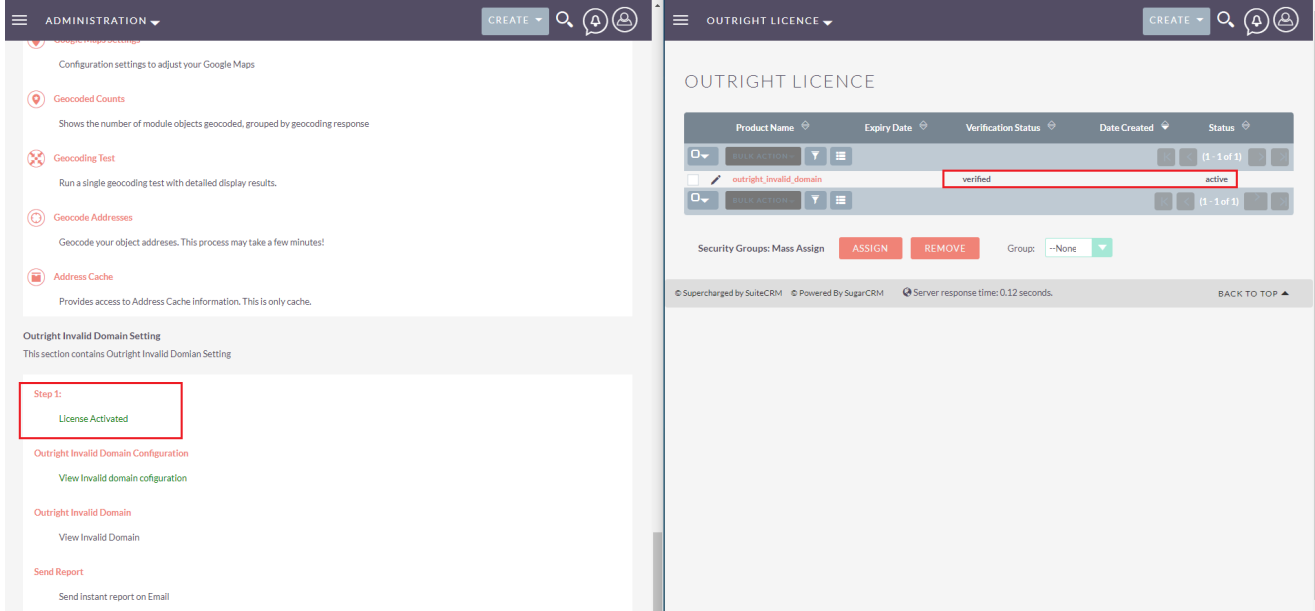 ADMINISTRATION
CREATE
Google Maps Settings
Configuration settings to adjust your Google Maps
Geocoded Counts
Shows the number of module objects geocoded, grouped by geocoding response
Geocoding Test
Run a single geocoding test with detailed display results.
Geocode Addresses
Geocode your object addreses. This process may take a few minutes!
Address Cache
Provides access to Address Cache information. This is only cache.
Outright Invalid Domain Setting
This section contains Outright Invalid Domian Setting
Step 1:
License Activated
Outright Invalid Domain Configuration
View Invalid domain cofiguration
Outright Invalid Domain
View Invalid Domain
Send Report
Send instant report on Email
OUTRIGHT LICENCE
CREATE
OUTRIGHT LICENCE
Product Name Expiry Date Verification Status Date Created Status
BULK ACTION (1 - 1 of 1)
outright_invalid_domain verified active
BULK ACTION (1 - 1 of 1)
Security Groups: Mass Assign ASSIGN REMOVE Group: --None
© Supercharged by SuiteCRM © Powered By SugarCRM Server response time: 0.12 seconds. BACK TO TOP